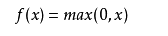 f(x) = max(0, x)